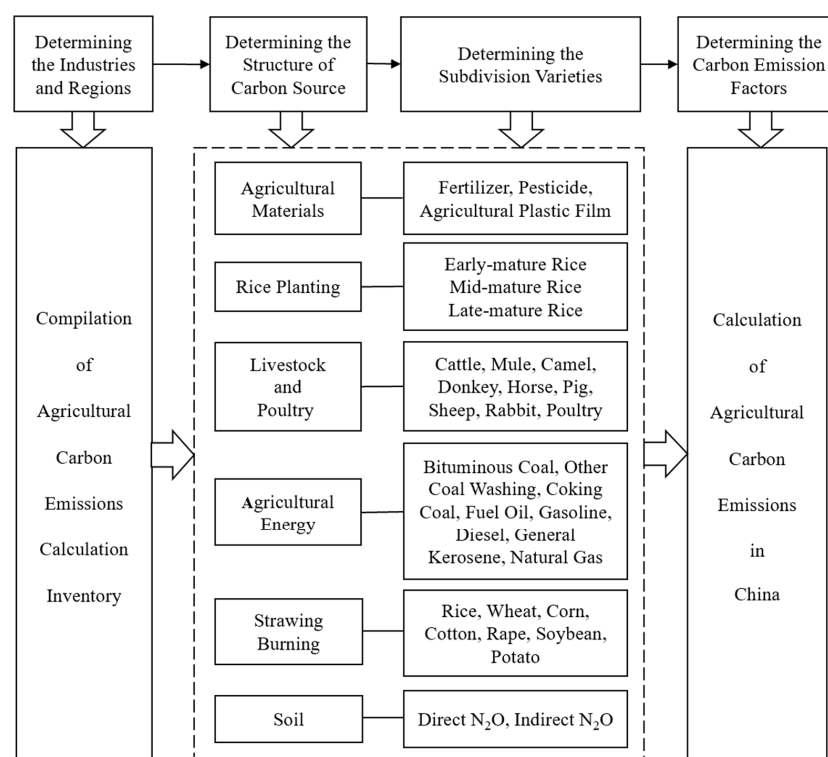 Determining
the Industries
and Regions
Determining the
Structure of
Carbon Source
Determining the
Subdivision Varieties
Determining the
Carbon Emission
Factors
Compilation
of
Agricultural
Carbon
Emissions
Calculation
Inventory
Agricultural
Materials
Fertilizer, Pesticide,
Agricultural Plastic Film
Rice Planting
Early-mature Rice
Mid-mature Rice
Late-mature Rice
Livestock
and
Poultry
Cattle, Mule, Camel,
Donkey, Horse, Pig,
Sheep, Rabbit, Poultry
Agricultural
Energy
Bituminous Coal, Other
Coal Washing, Coking
Coal, Fuel Oil, Gasoline,
Diesel, General
Kerosene, Natural Gas
Strawing
Burning
Rice, Wheat, Corn,
Cotton, Rape, Soybean,
Potato
Soil
Direct N₂O, Indirect N₂O
Calculation
of
Agricultural
Carbon
Emissions
in
China